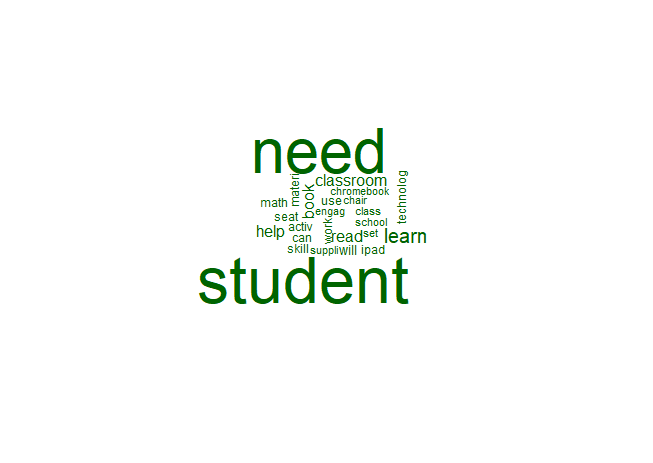 need
materi
classroom
technolog
chromebook
math
book
use
chair
engag
class
seat
school
activ
help
work
can
read
set
learn
skill
suppli
will
ipad
student